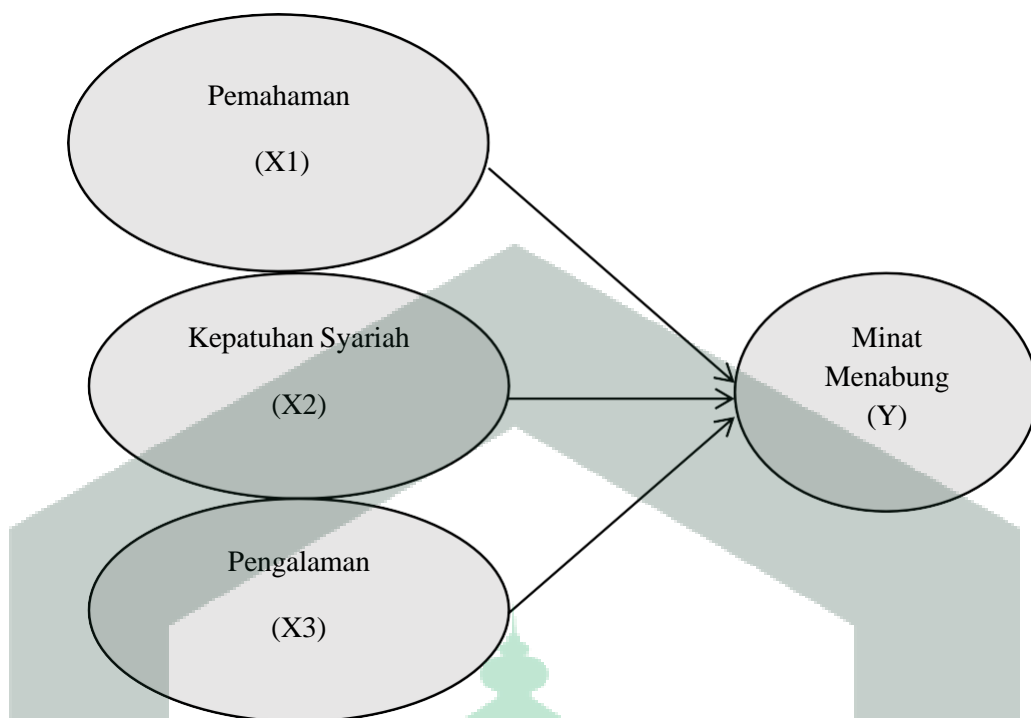 Pemahaman
(X1)
Kepatuhan Syariah
(X2)
Pengalaman
(X3)
Minat
Menabung
(Y)